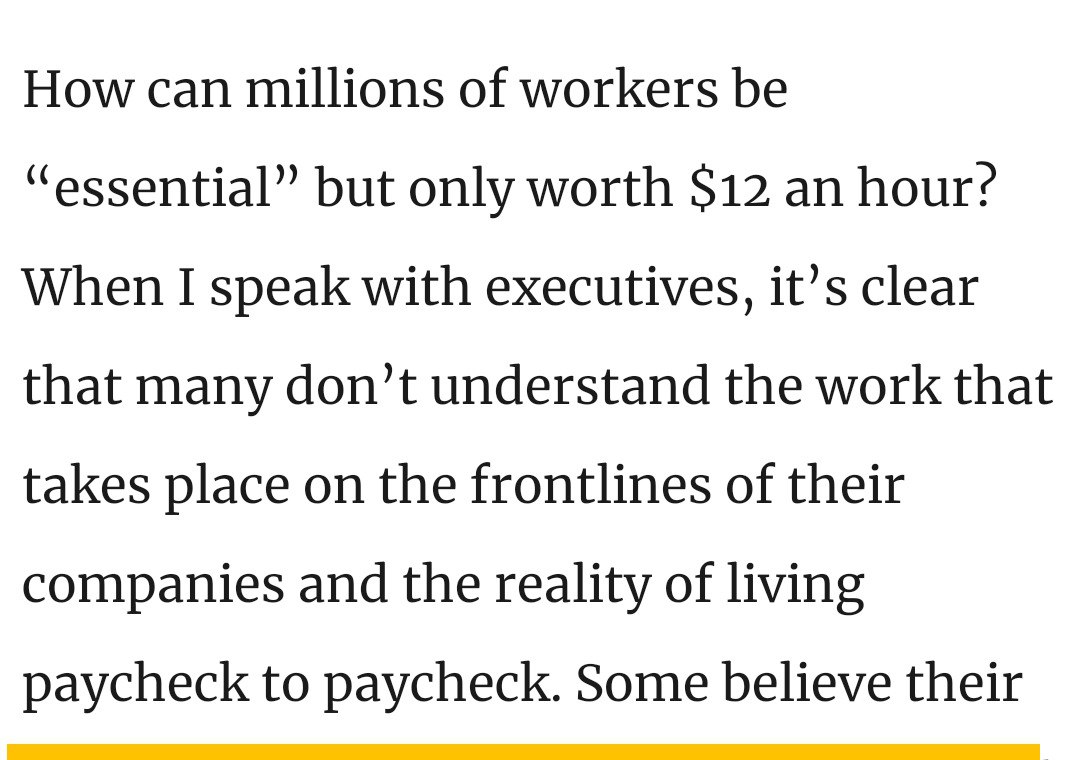 How can millions of workers be
“essential” but only worth $12 an hour?
When I speak with executives, it’s clear
that many don’t understand the work that
takes place on the frontlines of their
companies and the reality of living
paycheck to paycheck. Some believe their